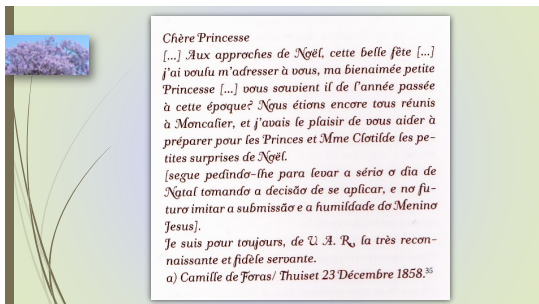 Chère Princesse
[...] Aux approches de Noël, cette belle fête [...]
j'ai voulu m'adresser à vous, ma bienaimée petite
Princesse [...] vous souvient il de l'année passée
à cette époque? Nous étions encore tous réunis
à Moncalier, et j'avais le plaisir de vous aider à
préparer pour les Princes et Mme Clotilde les pe-
tites surprises de Noël.
[segue pedindo-lhe para levar a sério o dia de
Natal tomando a decisão de se aplicar, e no fu-
turo imitar a submissão e a humildade do Menino
Jesus].
Je suis pour toujours, de V. A. R., la très recon-
naissante et fidèle servante.
a) Camille de Foras/ Thuiset 23 Décembre 1858.³⁵